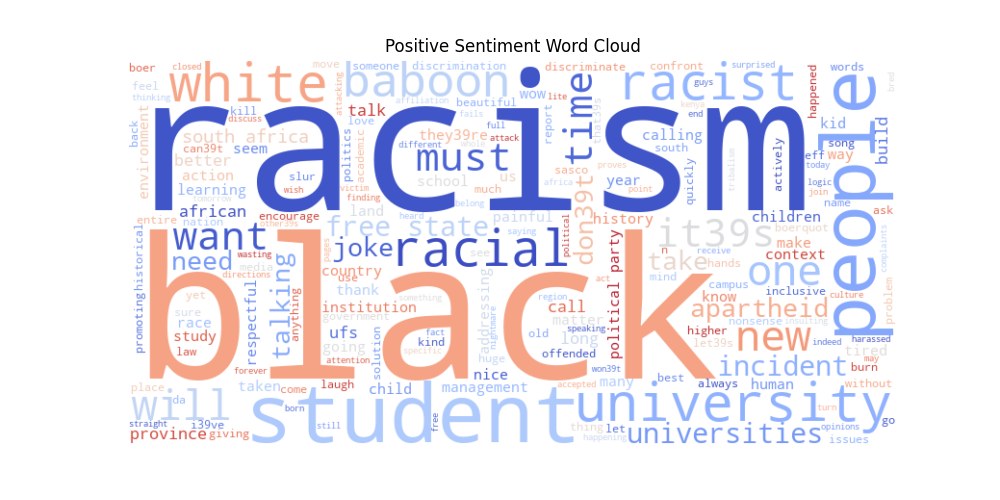 Positive Sentiment Word Cloud
boer closed move someone discrimination wow lite discriminate confront surprised guys words bred
feel white attacking baboon racist happened
thinking kill affiliation beautiful report that39s kenya kid
environment discuss love fails full time end people
racism
back south africa politics academic they39re different attack calling song build
can39t seem must whole proves south tribalism actively eff way
better slur school us sasco quickly logic today
action victim much year point join
learning wish finding africa name
tomorrow belong
african encourage land heard painful history children ask
entire nation other39s free state saying political don39t it39s boerquot
want joke racial n make complaints
historical need wasting pages see take hands context
media country mind receive one problem
directions use act campus inclusive culture
promoting yet respectful talking anything thank something addressing region political party know
black
sure institution call apartheid
race government matter nonsense insulting
study ufs fact speaking old long higher new indeed harassed
law going solution kind specific nightmare huge offended let39s tired
forever attention won39t incident may
laugh nice best burn
place taken come child management accepted many always human without
will da born student university turn
straight i39ve still free thing let opinions go
province giving happening universities issues